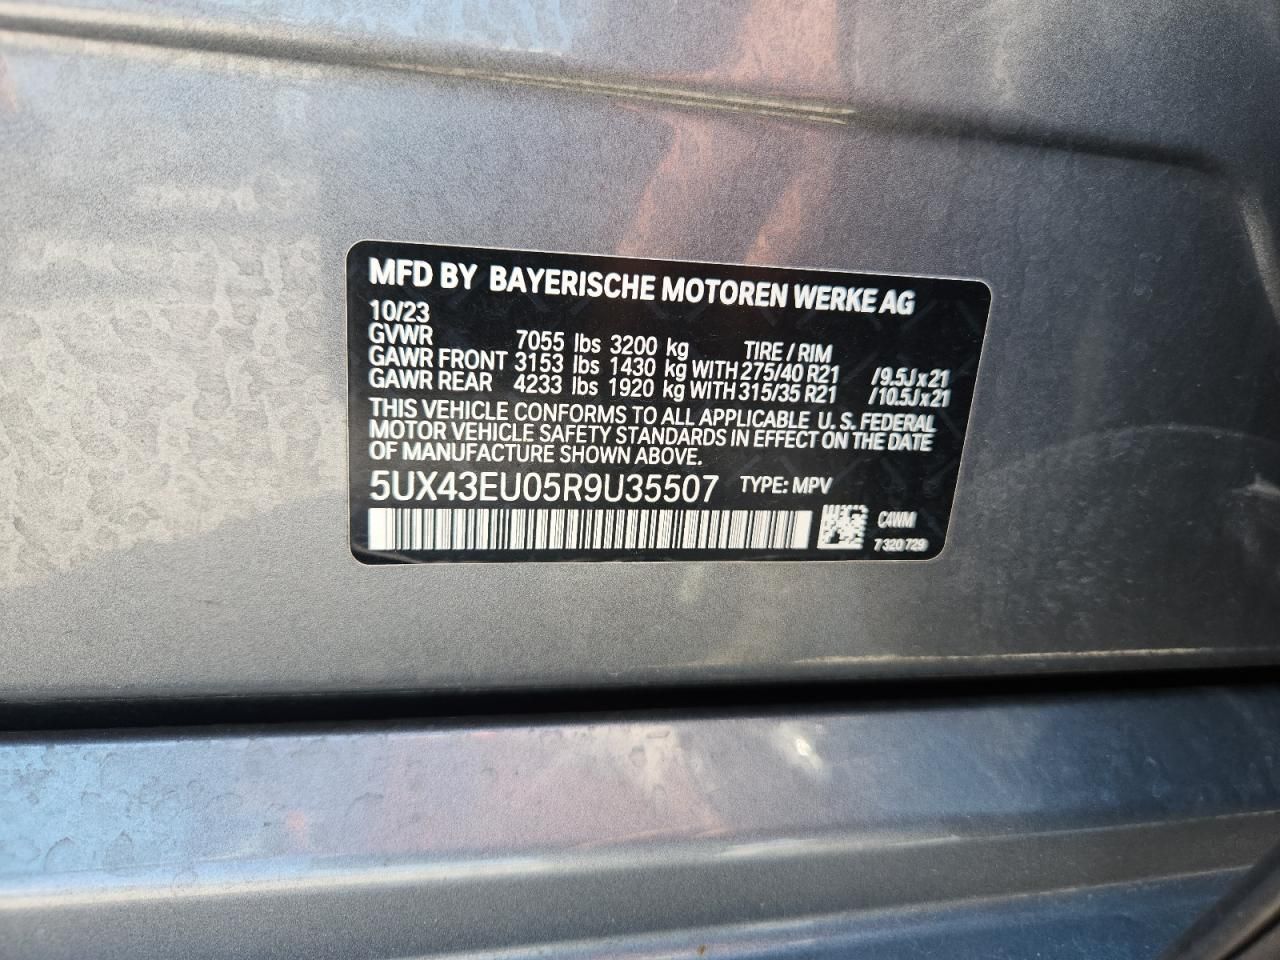 MFD BY BAYERISCHE MOTOREN WERKE AG
10/23
GVWR 7055 lbs 3200 kg TIRE / RIM
GAWR FRONT 3153 lbs 1430 kg WITH 275/40 R21 /9.5J x 21
GAWR REAR 4233 lbs 1920 kg WITH 315/35 R21 /10.5J x 21
THIS VEHICLE CONFORMS TO ALL APPLICABLE U.S. FEDERAL
MOTOR VEHICLE SAFETY STANDARDS IN EFFECT ON THE DATE
OF MANUFACTURE SHOWN ABOVE.
5UX43EU05R9U35507 TYPE: MPV
C4WM
7 320 729